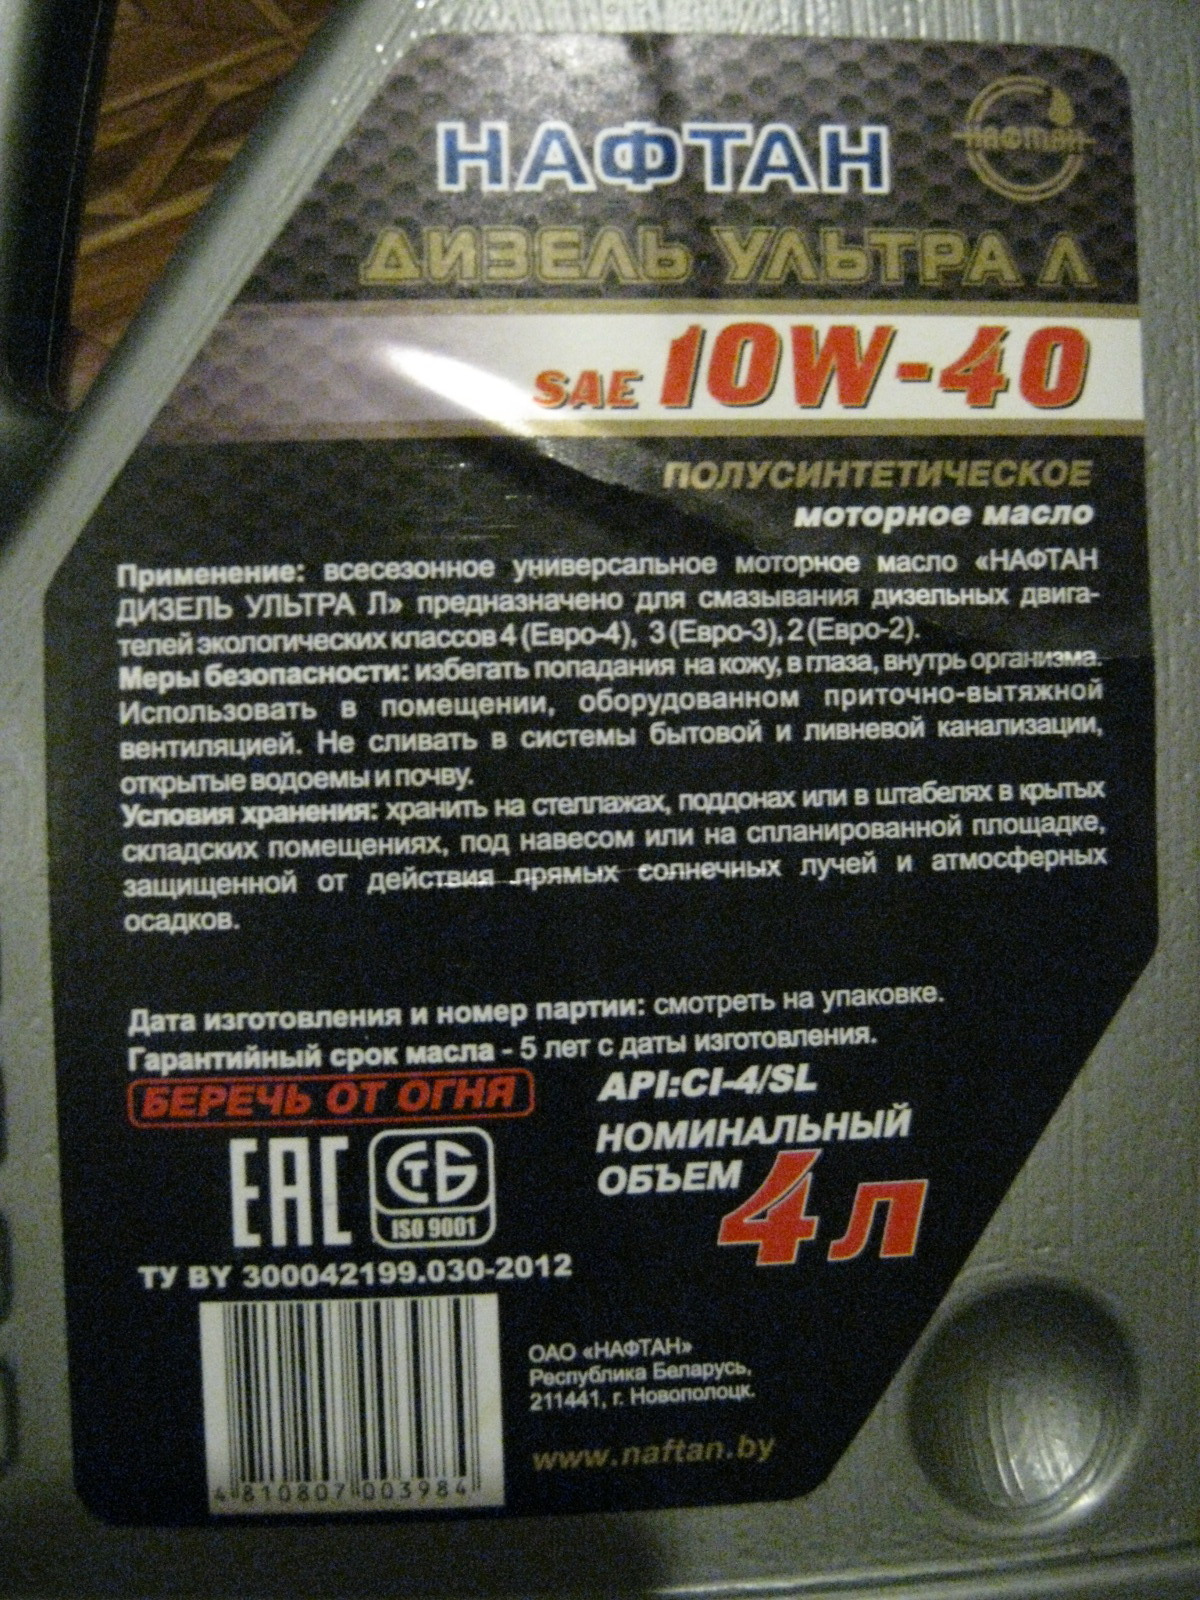 НАФТАН
НАФТАН
ДИЗЕЛЬ УЛЬТРА Л
SAE 10W-40
ПОЛУСИНТЕТИЧЕСКОЕ
моторное масло
Применение: всесезонное универсальное моторное масло «НАФТАН
ДИЗЕЛЬ УЛЬТРА Л» предназначено для смазывания дизельных двига-
телей экологических классов 4 (Евро-4), 3 (Евро-3), 2 (Евро-2).
Меры безопасности: избегать попадания на кожу, в глаза, внутрь организма.
Использовать в помещении, оборудованном приточно-вытяжной
вентиляцией. Не сливать в системы бытовой и ливневой канализации,
открытые водоемы и почву.
Условия хранения: хранить на стеллажах, поддонах или в штабелях в крытых
складских помещениях, под навесом или на спланированной площадке,
защищенной от действия прямых солнечных лучей и атмосферных
осадков.
Дата изготовления и номер партии: смотреть на упаковке.
Гарантийный срок масла - 5 лет с даты изготовления.
БЕРЕЧЬ ОТ ОГНЯ
API:CI-4/SL
НОМИНАЛЬНЫЙ
ОБЪЕМ 4 л
ЕАС
СТБ
ISO 9001
ТУ BY 300042199.030-2012
ОАО «НАФТАН»
Республика Беларусь,
211441, г. Новополоцк.
www.naftan.by
4 810807 003984